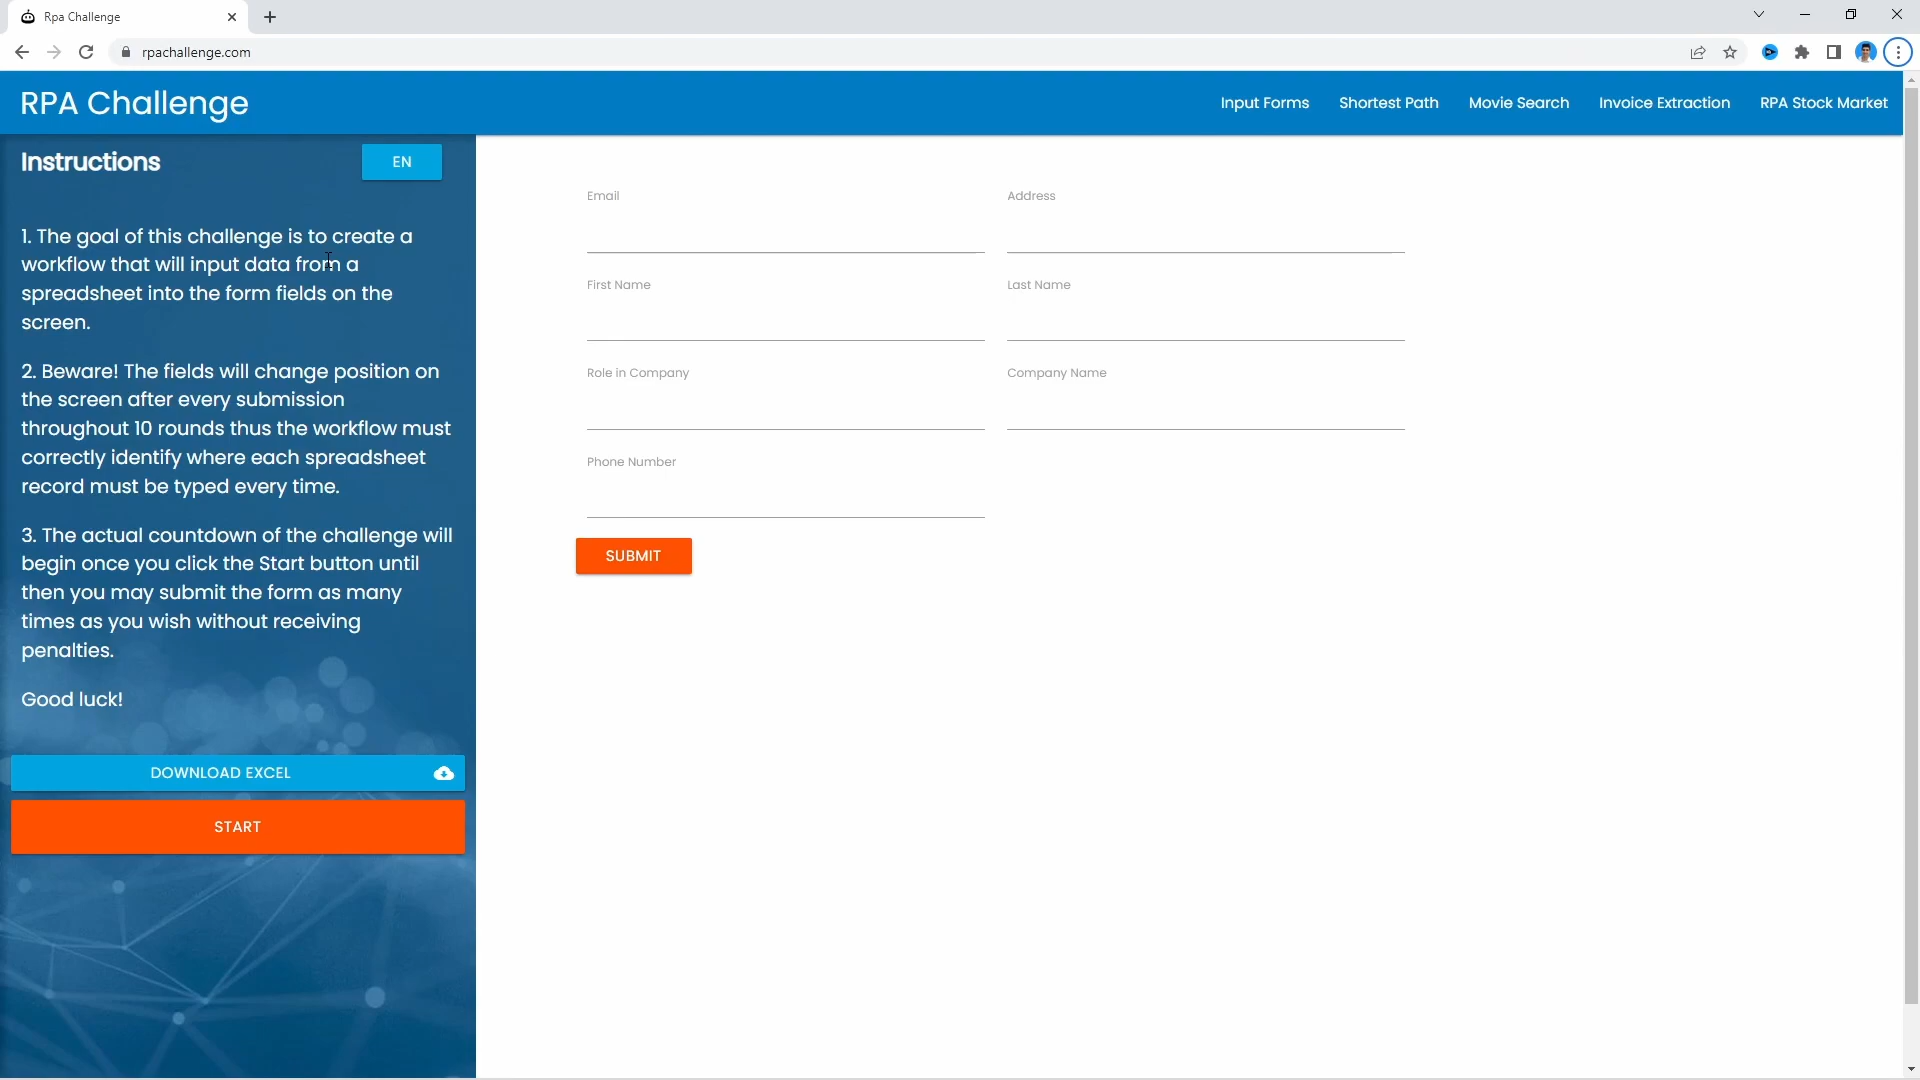 Rpa Challenge
rpachallenge.com
RPA Challenge
Input Forms
Shortest Path
Movie Search
Invoice Extraction
RPA Stock Market
Instructions
EN
1. The goal of this challenge is to create a
workflow that will input data from a
spreadsheet into the form fields on the
screen.
2. Beware! The fields will change position on
the screen after every submission
throughout 10 rounds thus the workflow must
correctly identify where each spreadsheet
record must be typed every time.
3. The actual countdown of the challenge will
begin once you click the Start button until
then you may submit the form as many
times as you wish without receiving
penalties.
Good luck!
DOWNLOAD EXCEL
START
Email
Address
First Name
Last Name
Role in Company
Company Name
Phone Number
SUBMIT